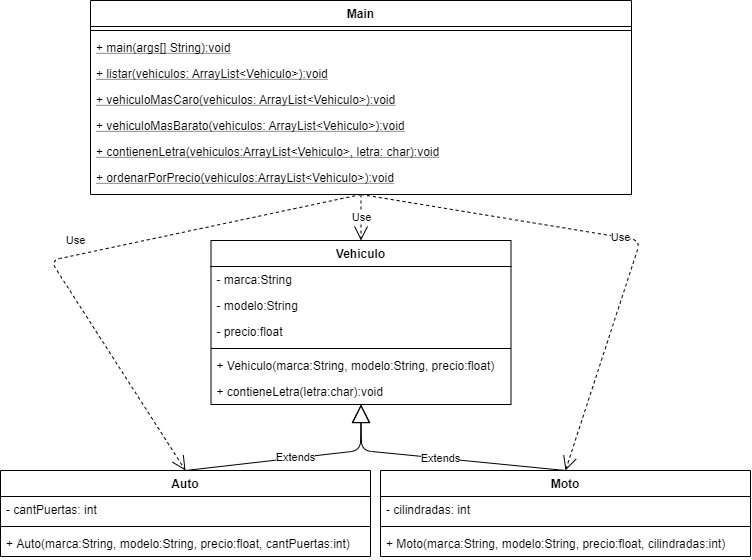 Main
+ main(args[] String):void
+ listar(vehiculos: ArrayList<Vehiculo>):void
+ vehiculoMasCaro(vehiculos: ArrayList<Vehiculo>):void
+ vehiculoMasBarato(vehiculos: ArrayList<Vehiculo>):void
+ contienenLetra(vehiculos:ArrayList<Vehiculo>, letra: char):void
+ ordenarPorPrecio(vehiculos:ArrayList<Vehiculo>):void
Use
Use
Use
Vehiculo
- marca:String
- modelo:String
- precio:float
+ Vehiculo(marca:String, modelo:String, precio:float)
+ contieneLetra(letra:char):void
Extends
Extends
Auto
- cantPuertas: int
+ Auto(marca:String, modelo:String, precio:float, cantPuertas:int)
Moto
- cilindradas: int
+ Moto(marca:String, modelo:String, precio:float, cilindradas:int)